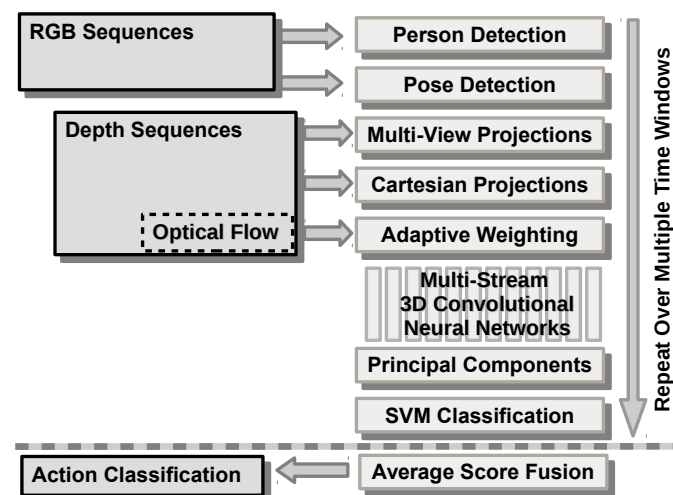 RGB Sequences
Person Detection
Pose Detection
Depth Sequences
Multi-View Projections
Cartesian Projections
Optical Flow
Adaptive Weighting
Multi-Stream
3D Convolutional
Neural Networks
Principal Components
SVM Classification
Repeat Over Multiple Time Windows
Action Classification
Average Score Fusion